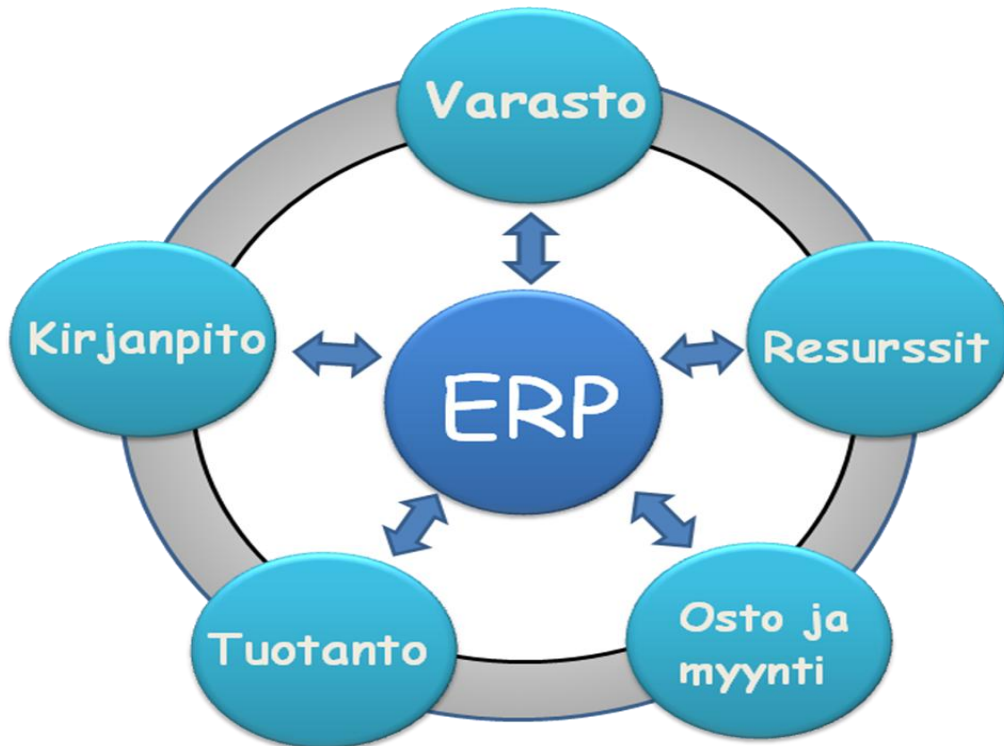 Varasto
Kirjanpito
Resurssit
ERP
Tuotanto
Osto ja
myynti